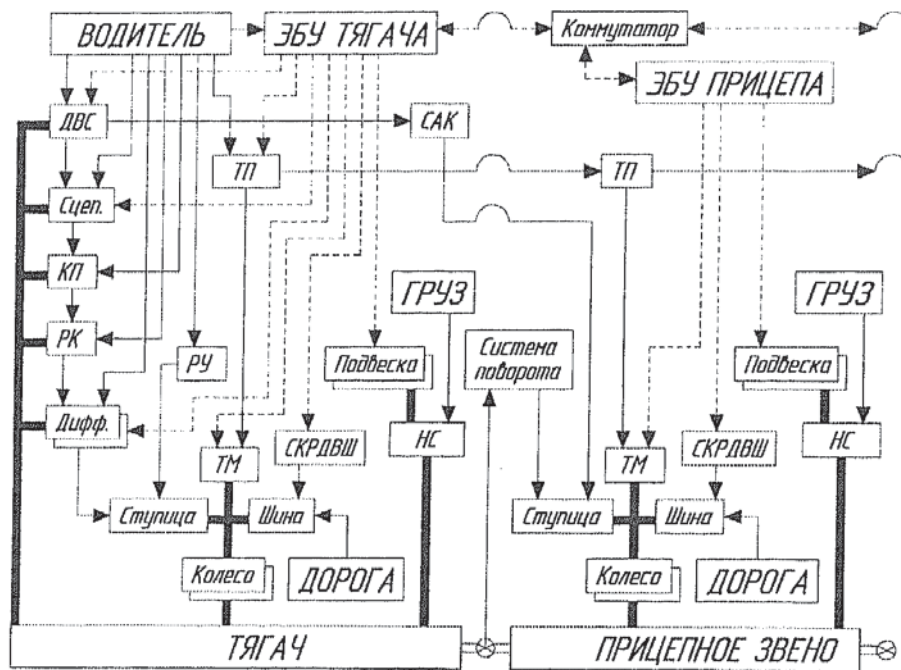 ВОДИТЕЛЬ
ЭБУ ТЯГАЧА
Коммутатор
ЭБУ ПРИЦЕПА
ДВС
САК
ТП
ТП
Сцеп.
КП
ГРУЗ
ГРУЗ
РК
РУ
Подвеска
Система
поворота
Подвеска
Дифф.
НС
НС
ТМ
СКРДВШ
ТМ
СКРДВШ
Ступица
Шина
Ступица
Шина
Колесо
ДОРОГА
Колесо
ДОРОГА
ТЯГАЧ
ПРИЦЕПНОЕ ЗВЕНО